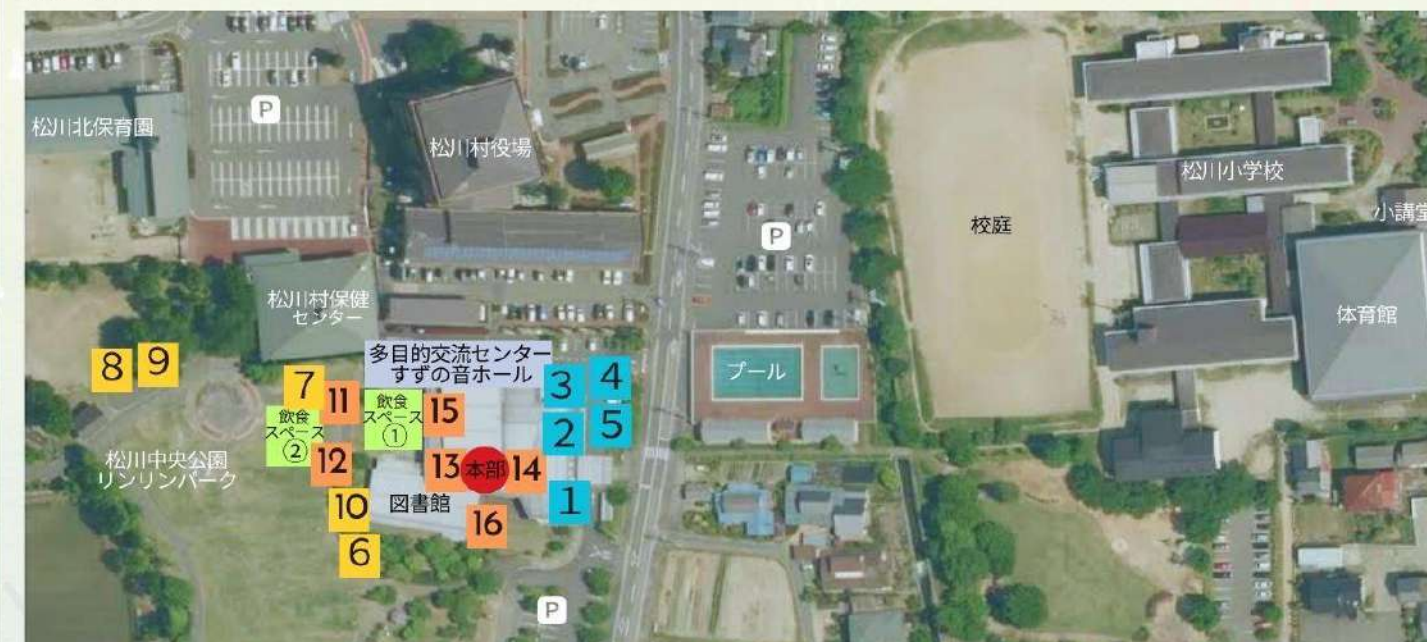 松川北保育園
P
松川村役場
松川小学校
小講堂
校庭
P
体育館
松川村保健
センター
多目的交流センター
すずの音ホール
プール
8
9
7
11
飲食
スペース
①
15
3
4
2
5
飲食
スペース
②
12
13
本部
14
1
松川中央公園
リンリンパーク
10
図書館
16
6
P